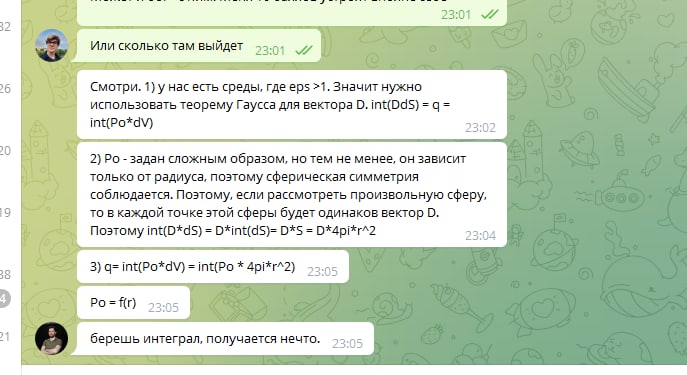 23:01
Или сколько там выйдет 23:01
Смотри. 1) у нас есть среды, где eps >1. Значит нужно
использовать теорему Гаусса для вектора D. int(DdS) = q =
int(Po*dV)
23:02
2) Po - задан сложным образом, но тем не менее, он зависит
только от радиуса, поэтому сферическая симметрия
соблюдается. Поэтому, если рассмотреть произвольную сферу,
то в каждой точке этой сферы будет одинаков вектор D.
Поэтому int(D*dS) = D*int(dS)= D*S = D*4pi*r^2
23:04
3) q= int(Po*dV) = int(Po * 4pi*r^2) 23:05
Po = f(r) 23:05
берешь интеграл, получается нечто. 23:05
32
26
20
19
38
4
21